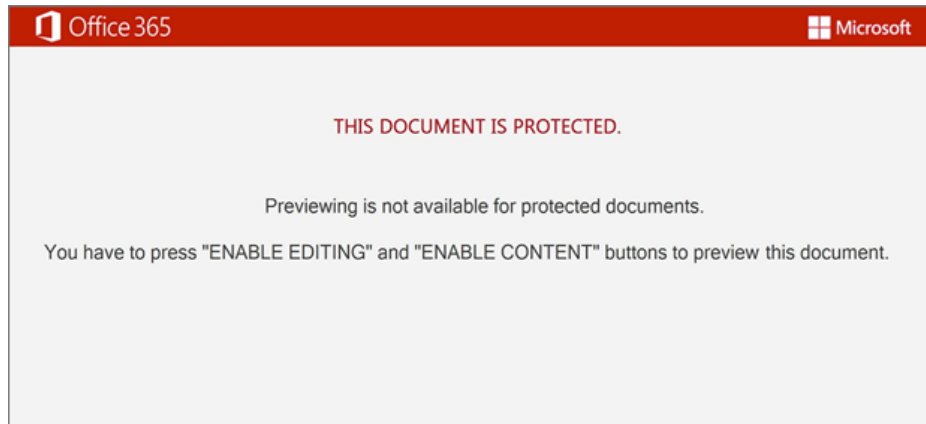 Office 365 Microsoft
THIS DOCUMENT IS PROTECTED.
Previewing is not available for protected documents.
You have to press "ENABLE EDITING" and "ENABLE CONTENT" buttons to preview this document.